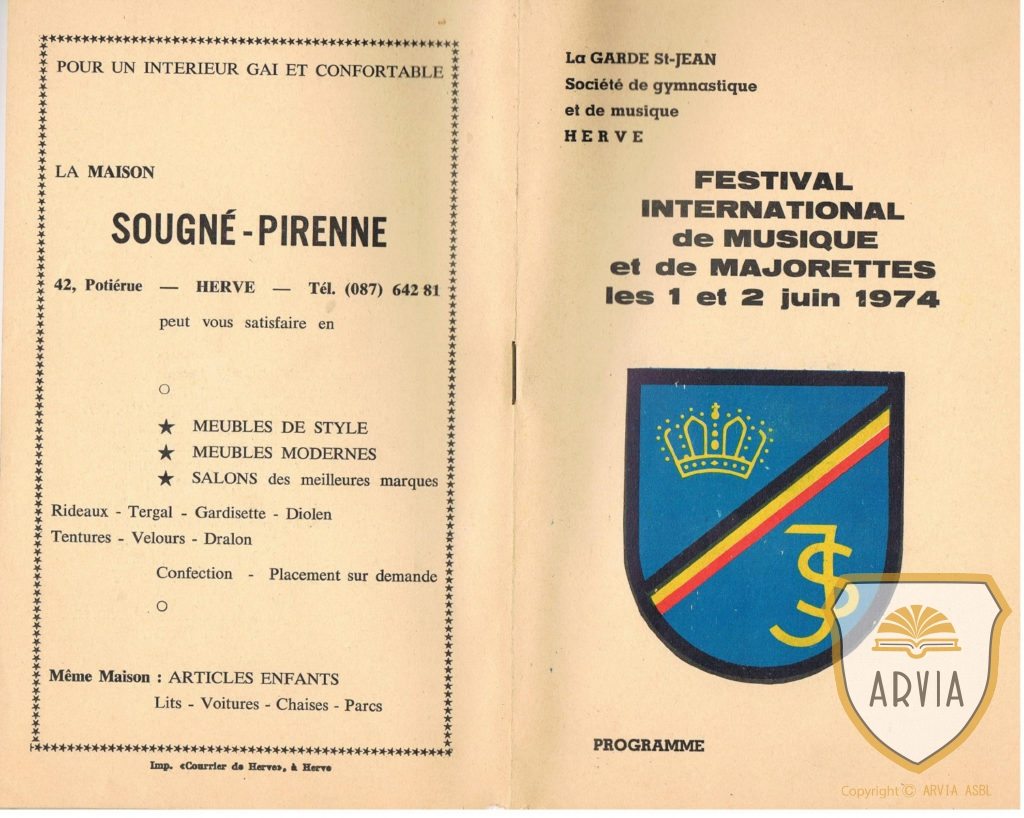 POUR UN INTERIEUR GAI ET CONFORTABLE
LA MAISON
SOUGNÉ-PIRENNE
42, Potiérue — HERVE — Tél. (087) 642 81
peut vous satisfaire en
★ MEUBLES DE STYLE
★ MEUBLES MODERNES
★ SALONS des meilleures marques
Rideaux - Tergal - Gardisette - Diolen
Tentures - Velours - Dralon
Confection - Placement sur demande
Même Maison : ARTICLES ENFANTS
Lits - Voitures - Chaises - Parcs
Imp. «Courrier de Herve», à Herve
La GARDE St-JEAN
Société de gymnastique
et de musique
HERVE
FESTIVAL
INTERNATIONAL
de MUSIQUE
et de MAJORETTES
les 1 et 2 juin 1974
JS
PROGRAMME
ARVIA
Copyright © ARVIA ASBL